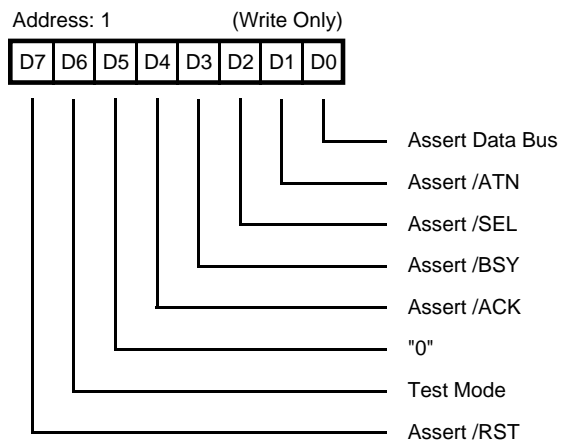 Address: 1 (Write Only)
D7 D6 D5 D4 D3 D2 D1 D0
Assert Data Bus
Assert /ATN
Assert /SEL
Assert /BSY
Assert /ACK
"0"
Test Mode
Assert /RST